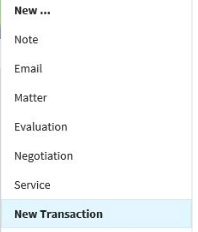 New ...
Note
Email
Matter
Evaluation
Negotiation
Service
New Transaction